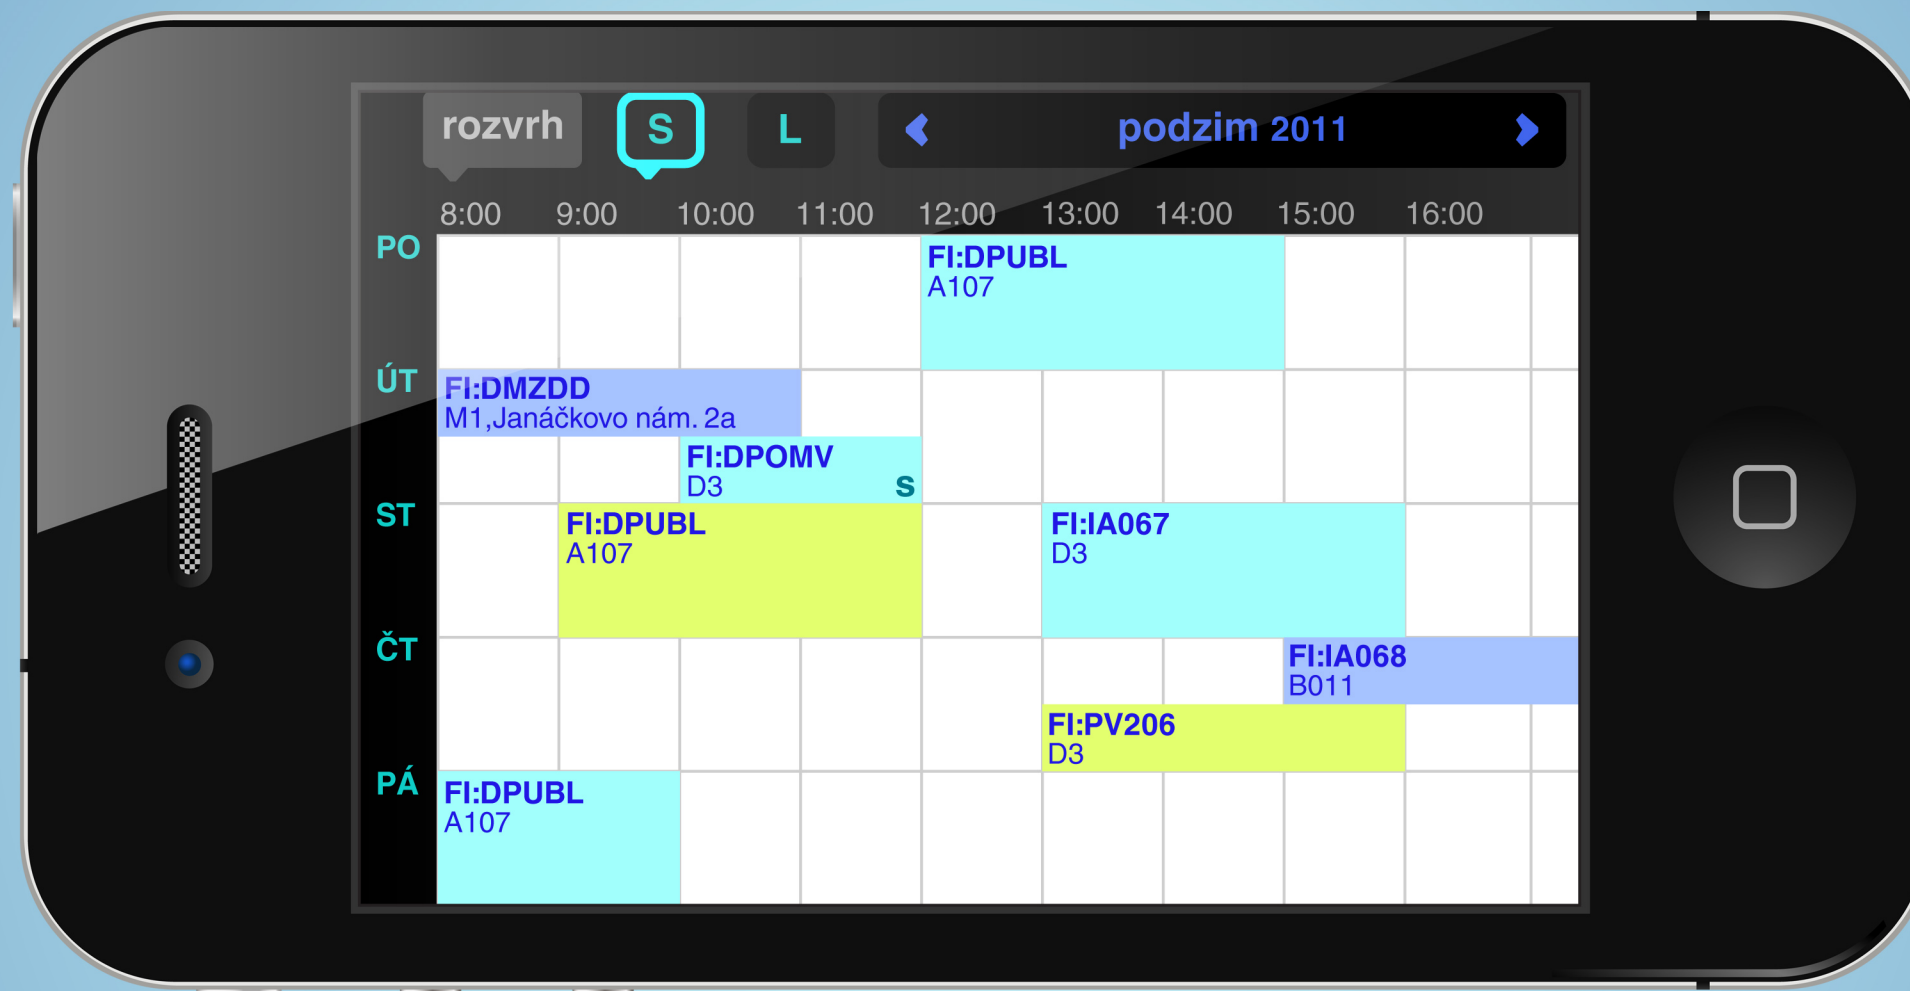 rozvrh S L podzim 2011
8:00 9:00 10:00 11:00 12:00 13:00 14:00 15:00 16:00
PO
FI:DPUBL
A107
ÚT
FI:DMZDD
M1,Janáčkovo nám. 2a
FI:DPOMV
D3 s
ST
FI:DPUBL
A107
FI:IA067
D3
ČT
FI:IA068
B011
FI:PV206
D3
PÁ
FI:DPUBL
A107